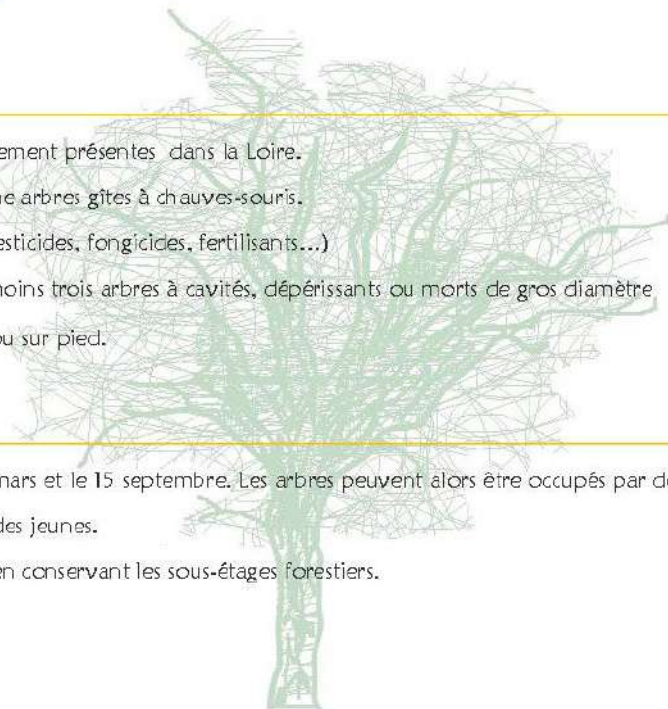 ement présentes dans la Loire.
e arbres gîtes à chauves-souris.
esticides, fongicides, fertilisants...)
noins trois arbres à cavités, dépérissants ou morts de gros diamètre
u sur pied.
mars et le 15 septembre. Les arbres peuvent alors être occupés par de
des jeunes.
en conservant les sous-étages forestiers.